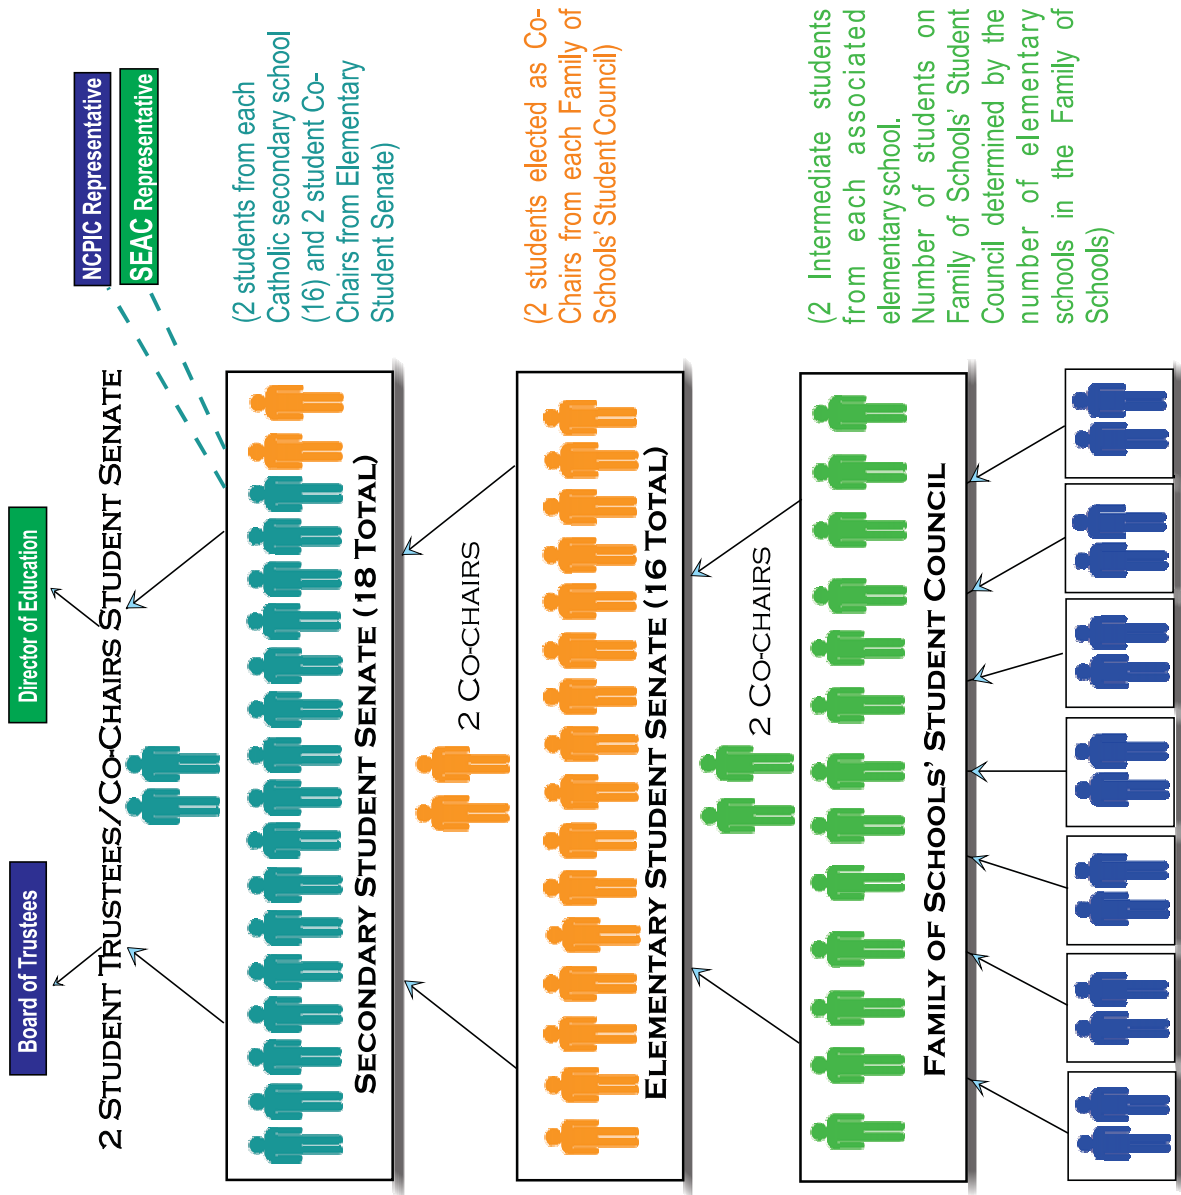 Board of Trustees
Director of Education
NCPIC Representative
SEAC Representative
2 STUDENT TRUSTEES/CO-CHAIRS STUDENT SENATE
SECONDARY STUDENT SENATE (18 TOTAL)
(2 students from each
Catholic secondary school
(16) and 2 student Co-
Chairs from Elementary
Student Senate)
2 CO-CHAIRS
ELEMENTARY STUDENT SENATE (16 TOTAL)
(2 students elected as Co-
Chairs from each Family of
Schools' Student Council)
2 CO-CHAIRS
FAMILY OF SCHOOLS' STUDENT COUNCIL
(2 Intermediate students
from each associated
elementary school.
Number of students on
Family of Schools' Student
Council determined by the
number of elementary
schools in the Family of
Schools)